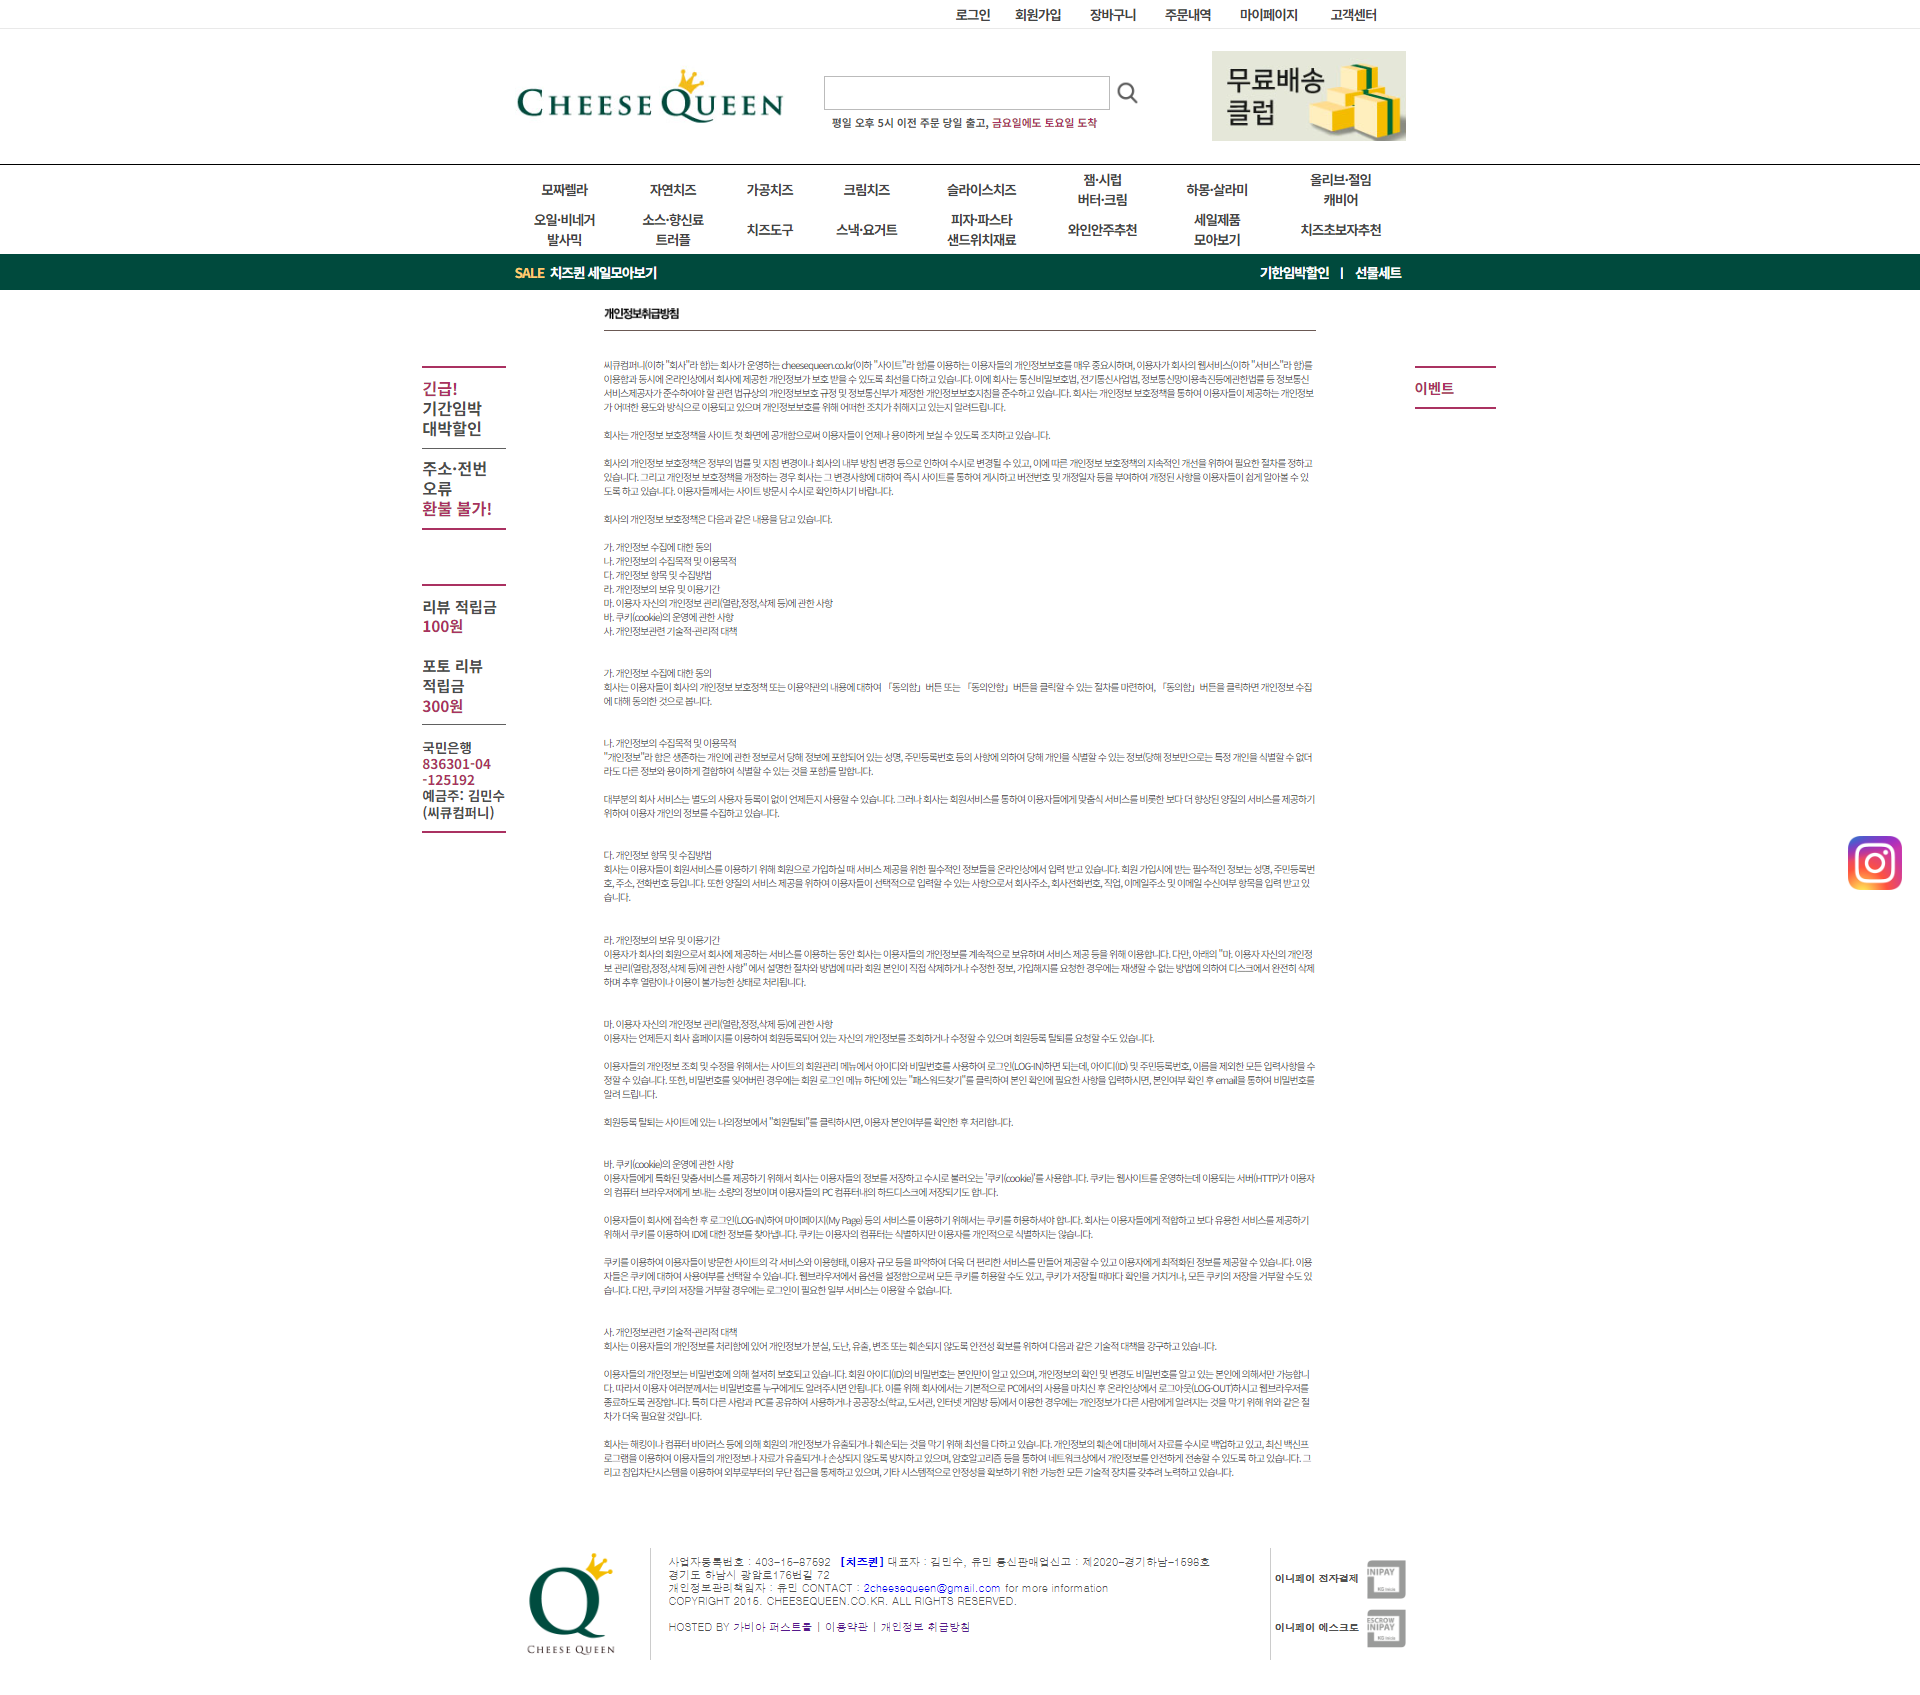 로그인 회원가입 장바구니 주문내역 마이페이지 고객센터
CHEESE QUEEN
평일 오후 5시 이전 주문 당일 출고, 금요일에도 토요일 도착
무료배송
클럽
모짜렐라 자연치즈 가공치즈 크림치즈 슬라이스치즈 잼·시럽 버터·크림 하몽·살라미 올리브·절임 캐비어
오일·비네거 발사믹 소스·향신료 트러플 치즈도구 스낵·요거트 피자·파스타 샌드위치재료 와인안주추천 세일제품 모아보기 치즈초보자추천
SALE 치즈퀸 세일모아보기 기한임박할인 | 선물세트
긴급!
기간임박
대박할인
주소·전번
오류
환불 불가!
리뷰 적립금
100원
포토 리뷰
적립금
300원
국민은행
836301-04
-125192
예금주: 김민수
(씨큐컴퍼니)
이벤트
개인정보취급방침
씨큐컴퍼니(이하 "회사"라 함)는 회사가 운영하는 cheesequeen.co.kr(이하 "사이트"라 함)를 이용하는 이용자들의 개인정보보호를 매우 중요시하며, 이용자가 회사의 웹서비스(이하 "서비스"라 함)를
이용함과 동시에 온라인상에서 회사에 제공한 개인정보가 보호 받을 수 있도록 최선을 다하고 있습니다. 이에 회사는 통신비밀보호법, 전기통신사업법, 정보통신망이용촉진등에관한법률 등 정보통신
서비스제공자가 준수하여야 할 관련 법규상의 개인정보보호 규정 및 정보통신부가 제정한 개인정보보호지침을 준수하고 있습니다. 회사는 개인정보 보호정책을 통하여 이용자들이 제공하는 개인정보
가 어떠한 용도와 방식으로 이용되고 있으며 개인정보보호를 위해 어떠한 조치가 취해지고 있는지 알려드립니다.
회사는 개인정보 보호정책을 사이트 첫 화면에 공개함으로써 이용자들이 언제나 용이하게 보실 수 있도록 조치하고 있습니다.
회사의 개인정보 보호정책은 정부의 법률 및 지침 변경이나 회사의 내부 방침 변경 등으로 인하여 수시로 변경될 수 있고, 이에 따른 개인정보 보호정책의 지속적인 개선을 위하여 필요한 절차를 정하고
있습니다. 그리고 개인정보 보호정책을 개정하는 경우 회사는 그 변경사항에 대하여 즉시 사이트를 통하여 게시하고 버전번호 및 개정일자 등을 부여하여 개정된 사항을 이용자들이 쉽게 알아볼 수 있
도록 하고 있습니다. 이용자들께서는 사이트 방문시 수시로 확인하시기 바랍니다.
회사의 개인정보 보호정책은 다음과 같은 내용을 담고 있습니다.
가. 개인정보 수집에 대한 동의
나. 개인정보의 수집목적 및 이용목적
다. 개인정보 항목 및 수집방법
라. 개인정보의 보유 및 이용기간
마. 이용자 자신의 개인정보 관리(열람,정정,삭제 등)에 관한 사항
바. 쿠키(cookie)의 운영에 관한 사항
사. 개인정보관련 기술적-관리적 대책
가. 개인정보 수집에 대한 동의
회사는 이용자들이 회사의 개인정보 보호정책 또는 이용약관의 내용에 대하여 「동의함」버튼 또는 「동의안함」버튼을 클릭할 수 있는 절차를 마련하여, 「동의함」버튼을 클릭하면 개인정보 수집
에 대해 동의한 것으로 봅니다.
나. 개인정보의 수집목적 및 이용목적
"개인정보"라 함은 생존하는 개인에 관한 정보로서 당해 정보에 포함되어 있는 성명, 주민등록번호 등의 사항에 의하여 당해 개인을 식별할 수 있는 정보(당해 정보만으로는 특정 개인을 식별할 수 없더
라도 다른 정보와 용이하게 결합하여 식별할 수 있는 것을 포함)를 말합니다.
대부분의 회사 서비스는 별도의 사용자 등록이 없이 언제든지 사용할 수 있습니다. 그러나 회사는 회원서비스를 통하여 이용자들에게 맞춤식 서비스를 비롯한 보다 더 향상된 양질의 서비스를 제공하기
위하여 이용자 개인의 정보를 수집하고 있습니다.
다. 개인정보 항목 및 수집방법
회사는 이용자들이 회원서비스를 이용하기 위해 회원으로 가입하실 때 서비스 제공을 위한 필수적인 정보들을 온라인상에서 입력 받고 있습니다. 회원 가입시에 받는 필수적인 정보는 성명, 주민등록번
호, 주소, 전화번호 등입니다. 또한 양질의 서비스 제공을 위하여 이용자들이 선택적으로 입력할 수 있는 사항으로서 회사주소, 회사전화번호, 직업, 이메일주소 및 이메일 수신여부 항목을 입력 받고 있
습니다.
라. 개인정보의 보유 및 이용기간
이용자가 회사의 회원으로서 회사에 제공하는 서비스를 이용하는 동안 회사는 이용자들의 개인정보를 계속적으로 보유하며 서비스 제공 등을 위해 이용합니다. 다만, 아래의 "마. 이용자 자신의 개인정
보 관리(열람,정정,삭제 등)에 관한 사항" 에서 설명한 절차와 방법에 따라 회원 본인이 직접 삭제하거나 수정한 정보, 가입해지를 요청한 경우에는 재생할 수 없는 방법에 의하여 디스크에서 완전히 삭제
하며 추후 열람이나 이용이 불가능한 상태로 처리됩니다.
마. 이용자 자신의 개인정보 관리(열람,정정,삭제 등)에 관한 사항
이용자는 언제든지 회사 홈페이지를 이용하여 회원등록되어 있는 자신의 개인정보를 조회하거나 수정할 수 있으며 회원등록 탈퇴를 요청할 수도 있습니다.
이용자들의 개인정보 조회 및 수정을 위해서는 사이트의 회원관리 메뉴에서 아이디와 비밀번호를 사용하여 로그인(LOG-IN)하면 되는데, 아이디(ID) 및 주민등록번호, 이름을 제외한 모든 입력사항을 수
정할 수 있습니다. 또한, 비밀번호를 잊어버린 경우에는 회원 로그인 메뉴 하단에 있는 "패스워드찾기"를 클릭하여 본인 확인에 필요한 사항을 입력하시면, 본인여부 확인 후 email을 통하여 비밀번호를
알려 드립니다.
회원등록 탈퇴는 사이트에 있는 나의정보에서 "회원탈퇴"를 클릭하시면, 이용자 본인여부를 확인한 후 처리합니다.
바. 쿠키(cookie)의 운영에 관한 사항
이용자들에게 특화된 맞춤서비스를 제공하기 위해서 회사는 이용자들의 정보를 저장하고 수시로 불러오는 '쿠키(cookie)'를 사용합니다. 쿠키는 웹사이트를 운영하는데 이용되는 서버(HTTP)가 이용자
의 컴퓨터 브라우저에게 보내는 소량의 정보이며 이용자들의 PC 컴퓨터내의 하드디스크에 저장되기도 합니다.
이용자들이 회사에 접속한 후 로그인(LOG-IN)하여 마이페이지(My Page) 등의 서비스를 이용하기 위해서는 쿠키를 허용하셔야 합니다. 회사는 이용자들에게 적합하고 보다 유용한 서비스를 제공하기
위해서 쿠키를 이용하여 ID에 대한 정보를 찾아냅니다. 쿠키는 이용자의 컴퓨터는 식별하지만 이용자를 개인적으로 식별하지는 않습니다.
쿠키를 이용하여 이용자들이 방문한 사이트의 각 서비스와 이용형태, 이용자 규모 등을 파악하여 더욱 더 편리한 서비스를 만들어 제공할 수 있고 이용자에게 최적화된 정보를 제공할 수 있습니다. 이용
자들은 쿠키에 대하여 사용여부를 선택할 수 있습니다. 웹브라우저에서 옵션을 설정함으로써 모든 쿠키를 허용할 수도 있고, 쿠키가 저장될 때마다 확인을 거치거나, 모든 쿠키의 저장을 거부할 수도 있
습니다. 다만, 쿠키의 저장을 거부할 경우에는 로그인이 필요한 일부 서비스는 이용할 수 없습니다.
사. 개인정보관련 기술적-관리적 대책
회사는 이용자들의 개인정보를 처리함에 있어 개인정보가 분실, 도난, 유출, 변조 또는 훼손되지 않도록 안전성 확보를 위하여 다음과 같은 기술적 대책을 강구하고 있습니다.
이용자들의 개인정보는 비밀번호에 의해 철저히 보호되고 있습니다. 회원 아이디(ID)의 비밀번호는 본인만이 알고 있으며, 개인정보의 확인 및 변경도 비밀번호를 알고 있는 본인에 의해서만 가능합니
다. 따라서 이용자 여러분께서는 비밀번호를 누구에게도 알려주시면 안됩니다. 이를 위해 회사에서는 기본적으로 PC에서의 사용을 마치신 후 온라인상에서 로그아웃(LOG-OUT)하시고 웹브라우저를
종료하도록 권장합니다. 특히 다른 사람과 PC를 공유하여 사용하거나 공공장소(학교, 도서관, 인터넷 게임방 등)에서 이용한 경우에는 개인정보가 다른 사람에게 알려지는 것을 막기 위해 위와 같은 절
차가 더욱 필요할 것입니다.
회사는 해킹이나 컴퓨터 바이러스 등에 의해 회원의 개인정보가 유출되거나 훼손되는 것을 막기 위해 최선을 다하고 있습니다. 개인정보의 훼손에 대비해서 자료를 수시로 백업하고 있고, 최신 백신프
로그램을 이용하여 이용자들의 개인정보나 자료가 유출되거나 손상되지 않도록 방지하고 있으며, 암호알고리즘 등을 통하여 네트워크상에서 개인정보를 안전하게 전송할 수 있도록 하고 있습니다. 그
리고 침입차단시스템을 이용하여 외부로부터의 무단 접근을 통제하고 있으며, 기타 시스템적으로 안정성을 확보하기 위한 가능한 모든 기술적 장치를 갖추려 노력하고 있습니다.
Q
CHEESE QUEEN
사업자등록번호 : 403-15-87592 [치즈퀸] 대표자 : 김민수, 유민 통신판매업신고 : 제2020-경기하남-1598호
경기도 하남시 광암로176번길 72
개인정보관리책임자 : 유민 CONTACT : 2cheesequeen@gmail.com for more information
COPYRIGHT 2015. CHEESEQUEEN.CO.KR. ALL RIGHTS RESERVED.
HOSTED BY 가비아 퍼스트몰 | 이용약관 | 개인정보 취급방침
이니페이 전자결제 INIPAY
이니페이 에스크로 ESCROW INIPAY